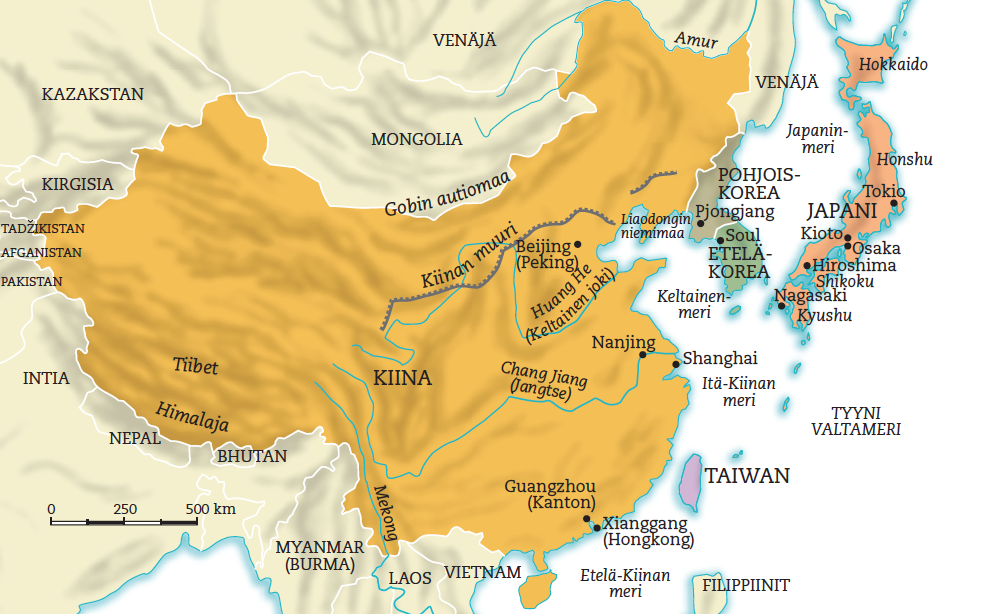 VENÄJÄ
Amur
Hokkaido
VENÄJÄ
KAZAKSTAN
MONGOLIA
Japanin-
meri
Honshu
KIRGISIA
Gobin autiomaa
POHJOIS-
KOREA
Tokio
JAPANI
Pjongjang
Liaodongin
niemimaa
TADŽIKISTAN
AFGANISTAN
PAKISTAN
Kiinan muuri
Beijing
(Peking)
Soul
ETELÄ-
KOREA
Kioto
Osaka
Hiroshima
Shikoku
Nagasaki
Kyushu
Huang He
(Keltainen joki)
Keltainen-
meri
Nanjing
Shanghai
Tiibet
KIINA
Chang Jiang
(Jangtse)
Itä-Kiinan
meri
INTIA
Himalaja
TYYNI
VALTAMERI
NEPAL
BHUTAN
TAIWAN
Guangzhou
(Kanton)
Mekong
Xianggang
(Hongkong)
0 250 500 km
MYANMAR
(BURMA)
LAOS
VIETNAM
Etelä-Kiinan
meri
FILIPPIINIT